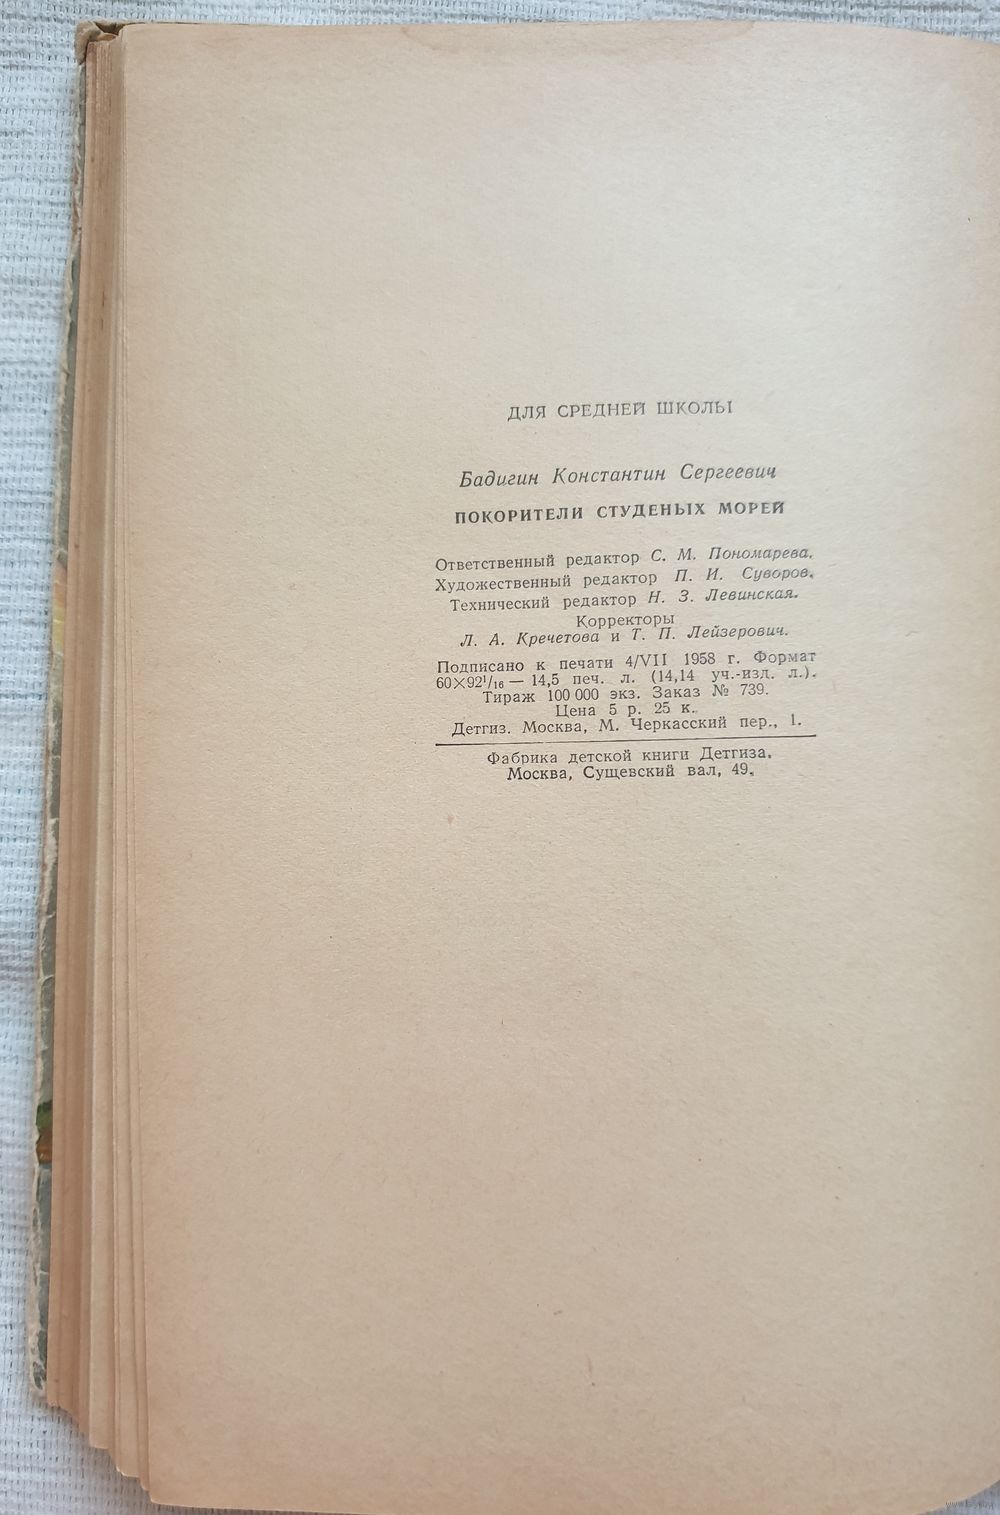 ДЛЯ СРЕДНЕЙ ШКОЛЫ
Бадигин Константин Сергеевич
ПОКОРИТЕЛИ СТУДЕНЫХ МОРЕЙ
Ответственный редактор С. М. Пономарева.
Художественный редактор П. И. Суворов.
Технический редактор Н. З. Левинская.
Корректоры
Л. А. Кречетова и Т. П. Лейзерович.
Подписано к печати 4/VII 1958 г. Формат
60×92¹/₁₆ — 14,5 печ. л. (14,14 уч.-изд. л.).
Тираж 100 000 экз. Заказ № 739.
Цена 5 р. 25 к.
Детгиз. Москва, М. Черкасский пер., 1.
Фабрика детской книги Детгиза.
Москва, Сущевский вал, 49.